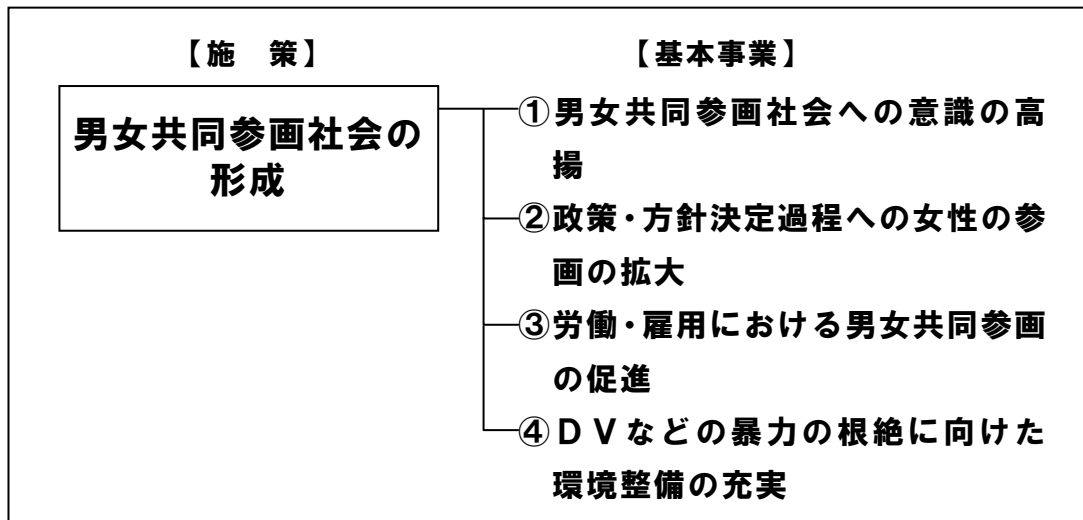 【施　策】
【基本事業】
男女共同参画社会の
形成
①男女共同参画社会への意識の高
揚
②政策・方針決定過程への女性の参
画の拡大
③労働・雇用における男女共同参画
の促進
④ＤＶなどの暴力の根絶に向けた
環境整備の充実